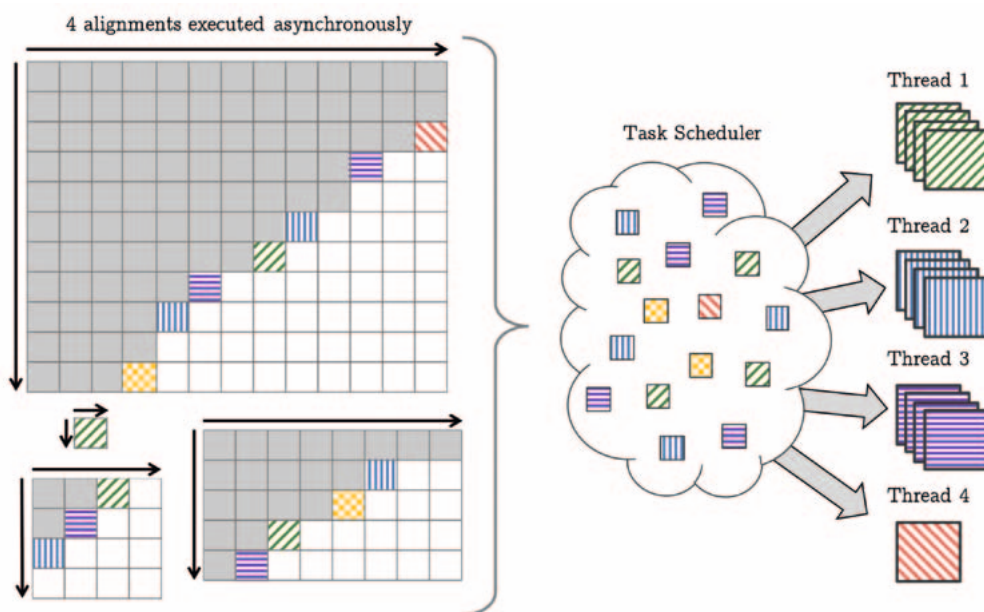 4 alignments executed asynchronously
Task Scheduler
Thread 1
Thread 2
Thread 3
Thread 4